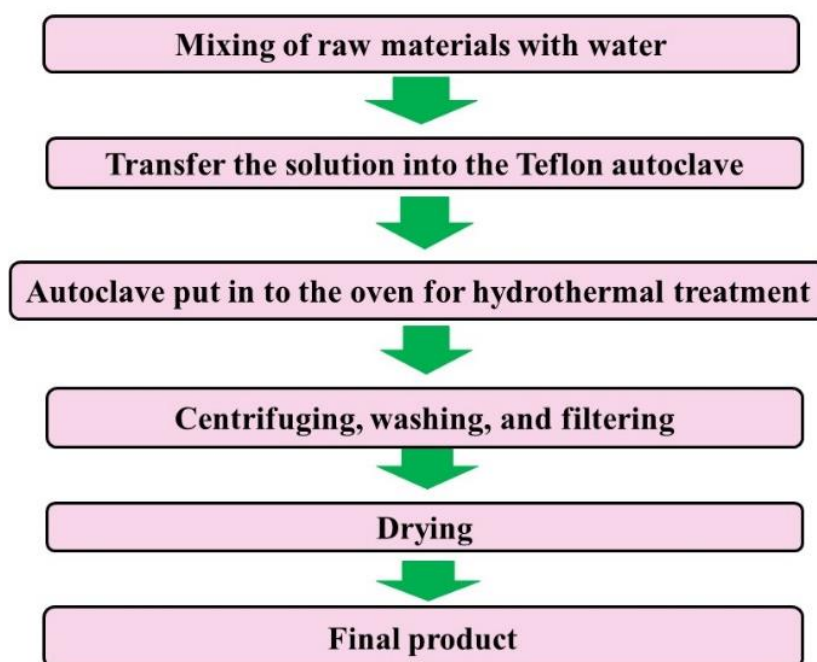 Mixing of raw materials with water
Transfer the solution into the Teflon autoclave
Autoclave put in to the oven for hydrothermal treatment
Centrifuging, washing, and filtering
Drying
Final product